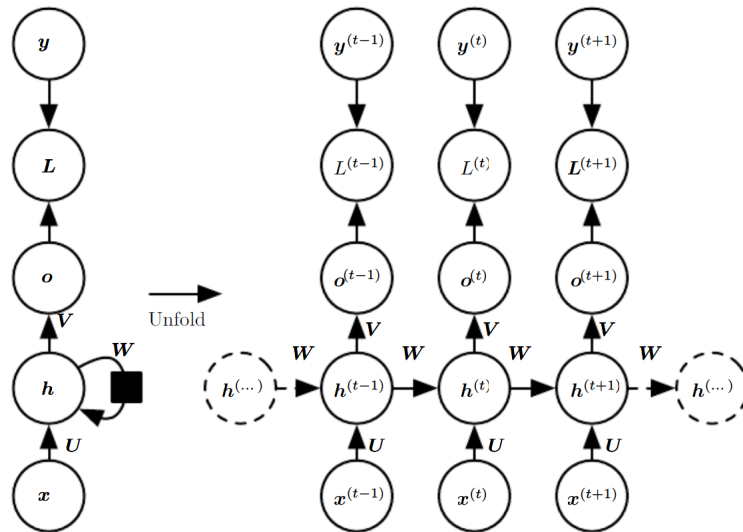 y y^(t−1) y^(t) y^(t+1)
L L^(t−1) L^(t) L^(t+1)
o o^(t−1) o^(t) o^(t+1)
Unfold
V V V V
W W W W W
h h^(...) h^(t−1) h^(t) h^(t+1) h^(...)
U U U U
x x^(t−1) x^(t) x^(t+1)